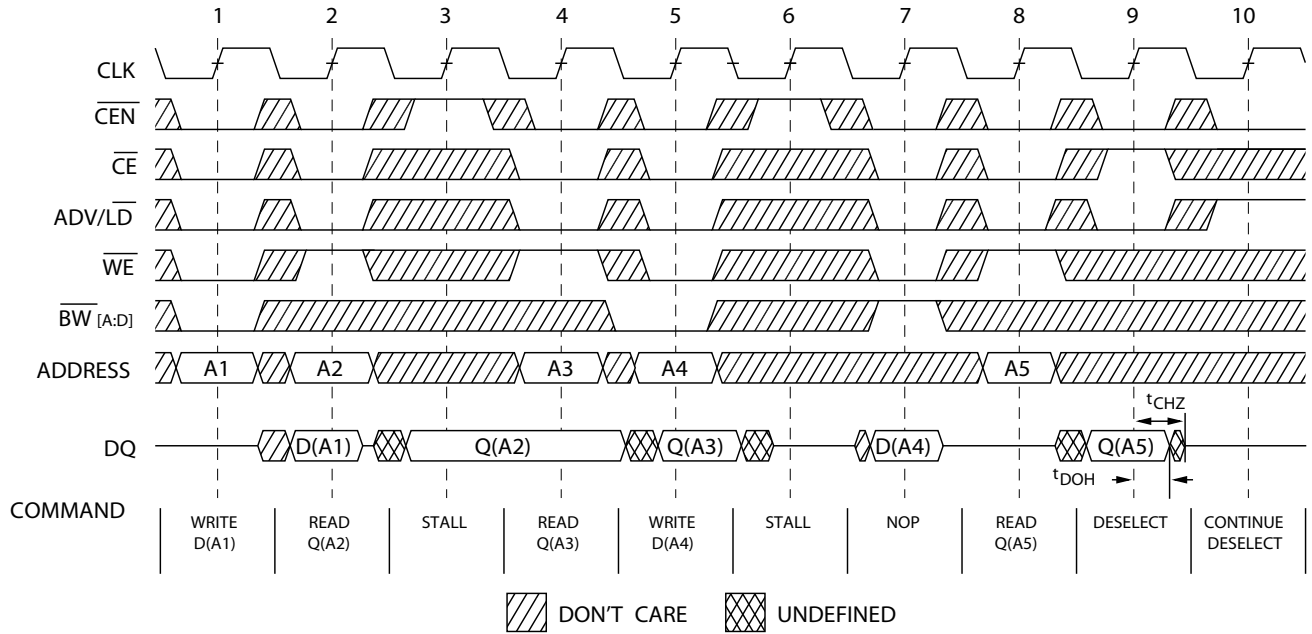 1 2 3 4 5 6 7 8 9 10
CLK
CEN
CE
ADV/LD
WE
BW [A:D]
ADDRESS A1 A2 A3 A4 A5
tCHZ
DQ D(A1) Q(A2) Q(A3) D(A4) Q(A5)
tDOH
COMMAND
WRITE READ STALL READ WRITE STALL NOP READ DESELECT CONTINUE
D(A1) Q(A2) Q(A3) D(A4) Q(A5) DESELECT
DON'T CARE UNDEFINED